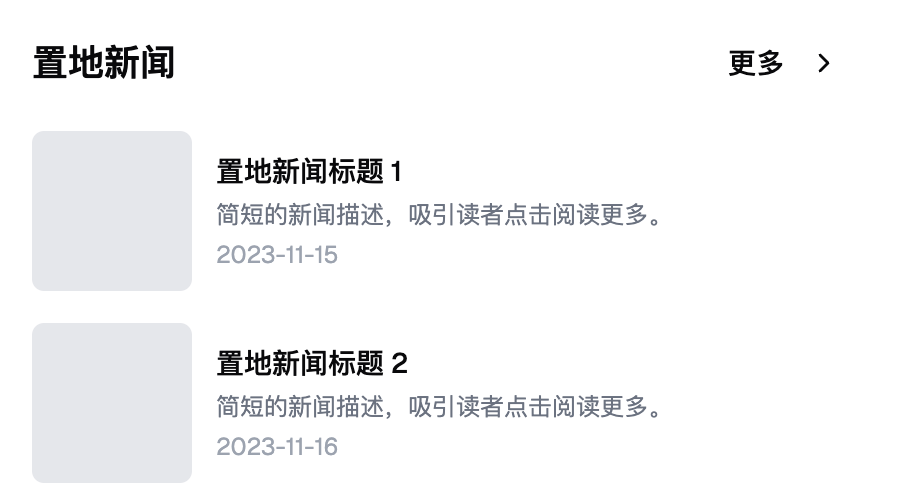 置地新闻
更多
置地新闻标题 1
简短的新闻描述，吸引读者点击阅读更多。
2023-11-15
置地新闻标题 2
简短的新闻描述，吸引读者点击阅读更多。
2023-11-16